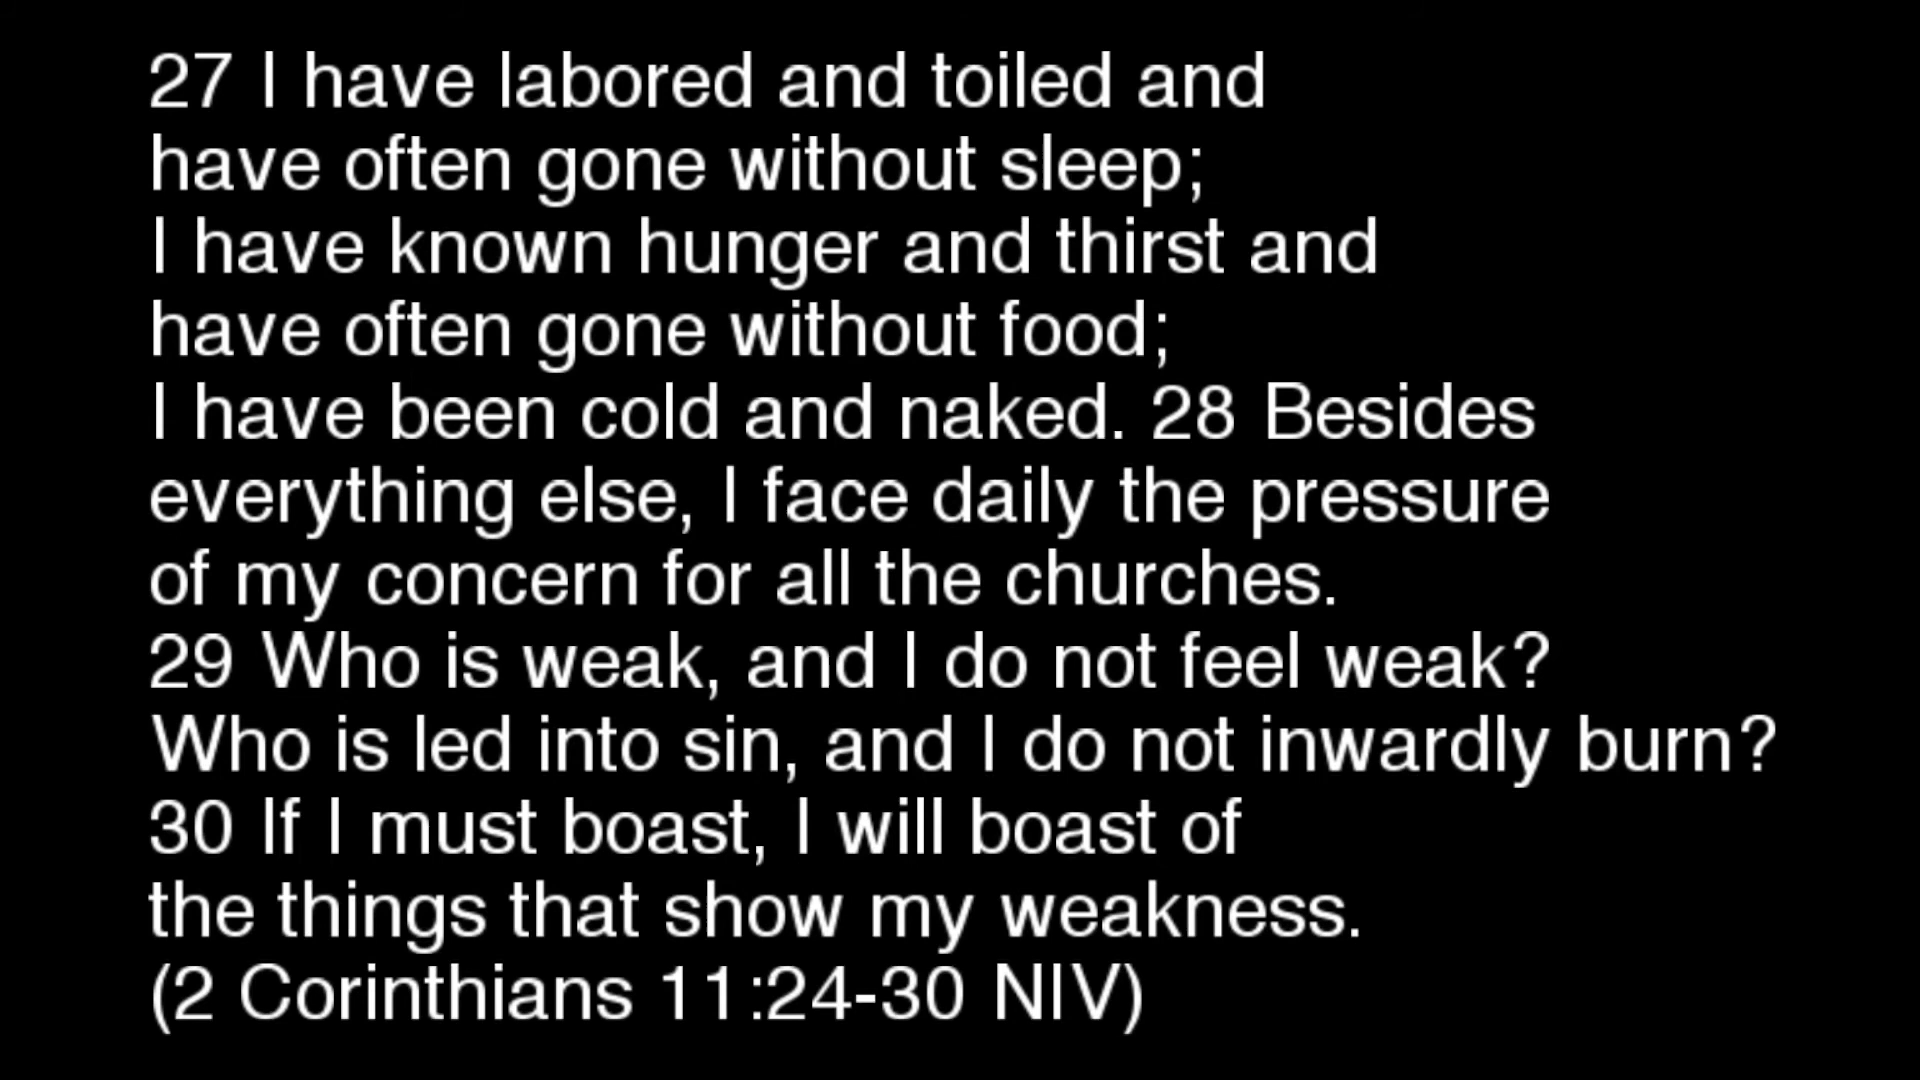 27 I have labored and toiled and
have often gone without sleep;
I have known hunger and thirst and
have often gone without food;
I have been cold and naked. 28 Besides
everything else, I face daily the pressure
of my concern for all the churches.
29 Who is weak, and I do not feel weak?
Who is led into sin, and I do not inwardly burn?
30 If I must boast, I will boast of
the things that show my weakness.
(2 Corinthians 11:24-30 NIV)